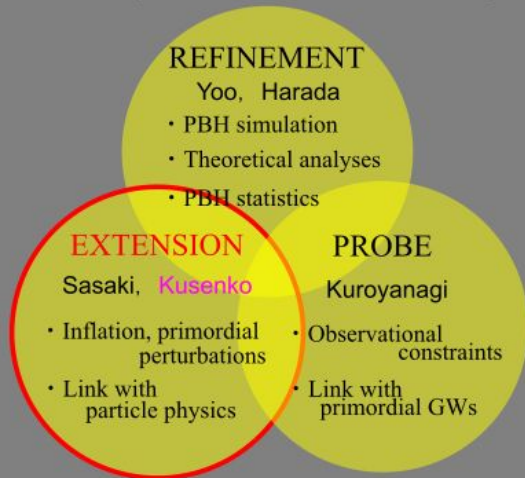 REFINEMENT
Yoo, Harada
・PBH simulation
・Theoretical analyses
・PBH statistics
EXTENSION
Sasaki, Kusenko
・Inflation, primordial
perturbations
・Link with
particle physics
PROBE
Kuroyanagi
・Observational
constraints
・Link with
primordial GWs